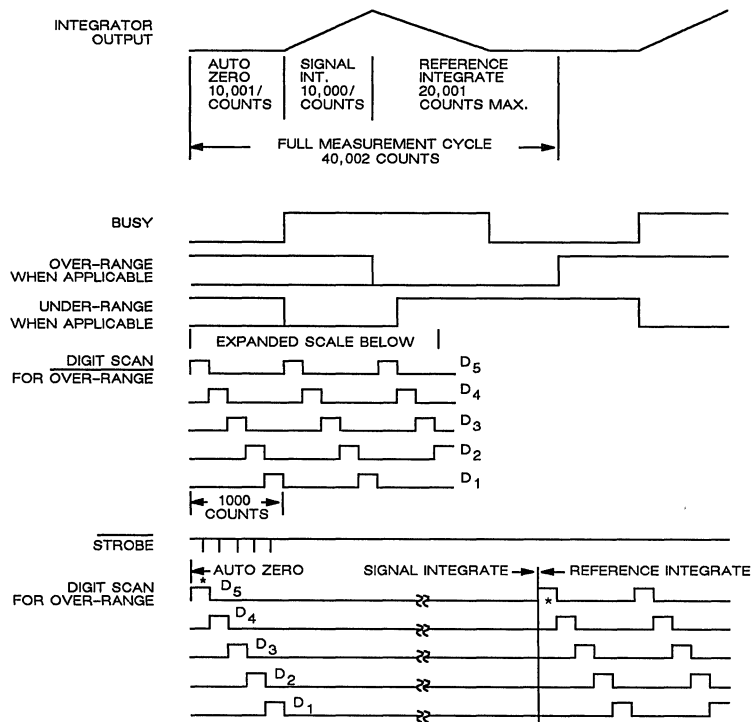 INTEGRATOR
OUTPUT
AUTO
ZERO
10,001/
COUNTS
SIGNAL
INT.
10,000/
COUNTS
REFERENCE
INTEGRATE
20,001
COUNTS MAX.
FULL MEASUREMENT CYCLE
40,002 COUNTS
BUSY
OVER-RANGE
WHEN APPLICABLE
UNDER-RANGE
WHEN APPLICABLE
EXPANDED SCALE BELOW
DIGIT SCAN
FOR OVER-RANGE
D5
D4
D3
D2
D1
1000
COUNTS
STROBE
AUTO ZERO
SIGNAL INTEGRATE
REFERENCE INTEGRATE
DIGIT SCAN
FOR OVER-RANGE
* D5 *
D4
D3
D2
D1